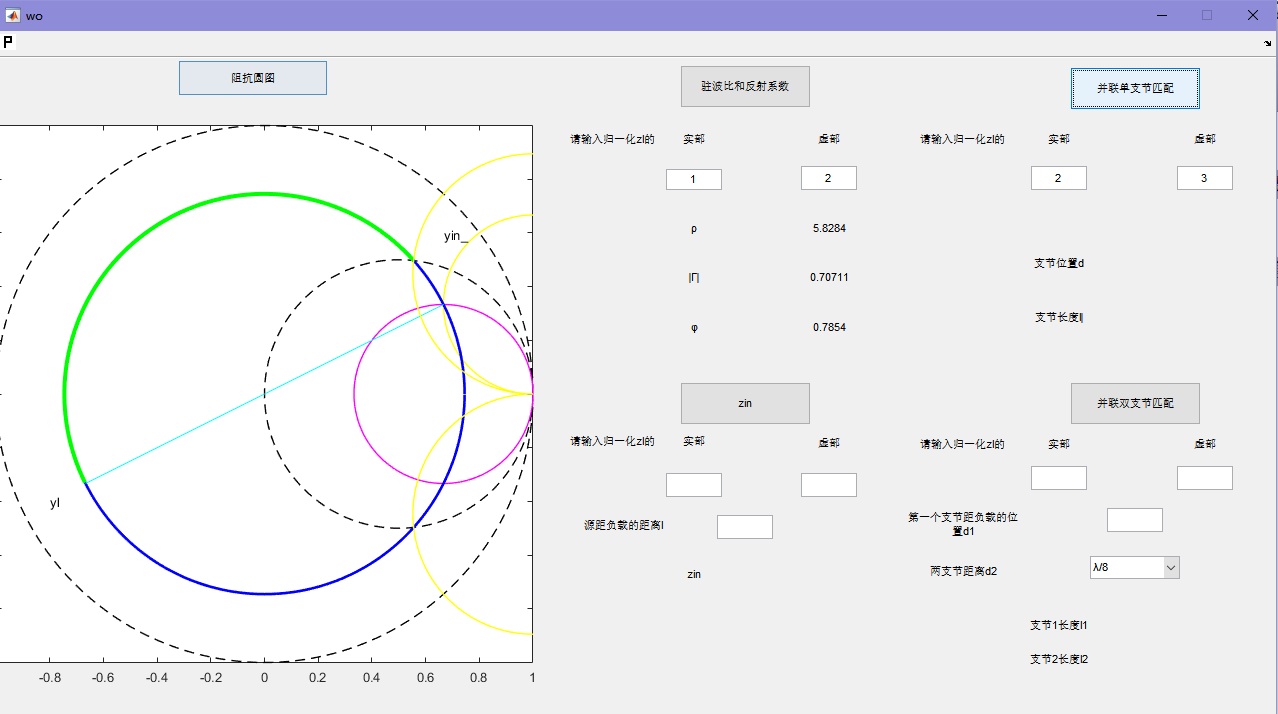 wo
P
阻抗圆图
驻波比和反射系数
并联单支节匹配
请输入归一化zl的 实部 虚部
请输入归一化zl的 实部 虚部
1 2
2 3
ρ 5.8284
|Γ| 0.70711
φ 0.7854
支节位置d
支节长度l
yin_
yl
-0.8 -0.6 -0.4 -0.2 0 0.2 0.4 0.6 0.8 1
zin
并联双支节匹配
请输入归一化zl的 实部 虚部
请输入归一化zl的 实部 虚部
源距负载的距离l
第一个支节距负载的位
置d1
两支节距离d2 λ/8
zin
支节1长度l1
支节2长度l2